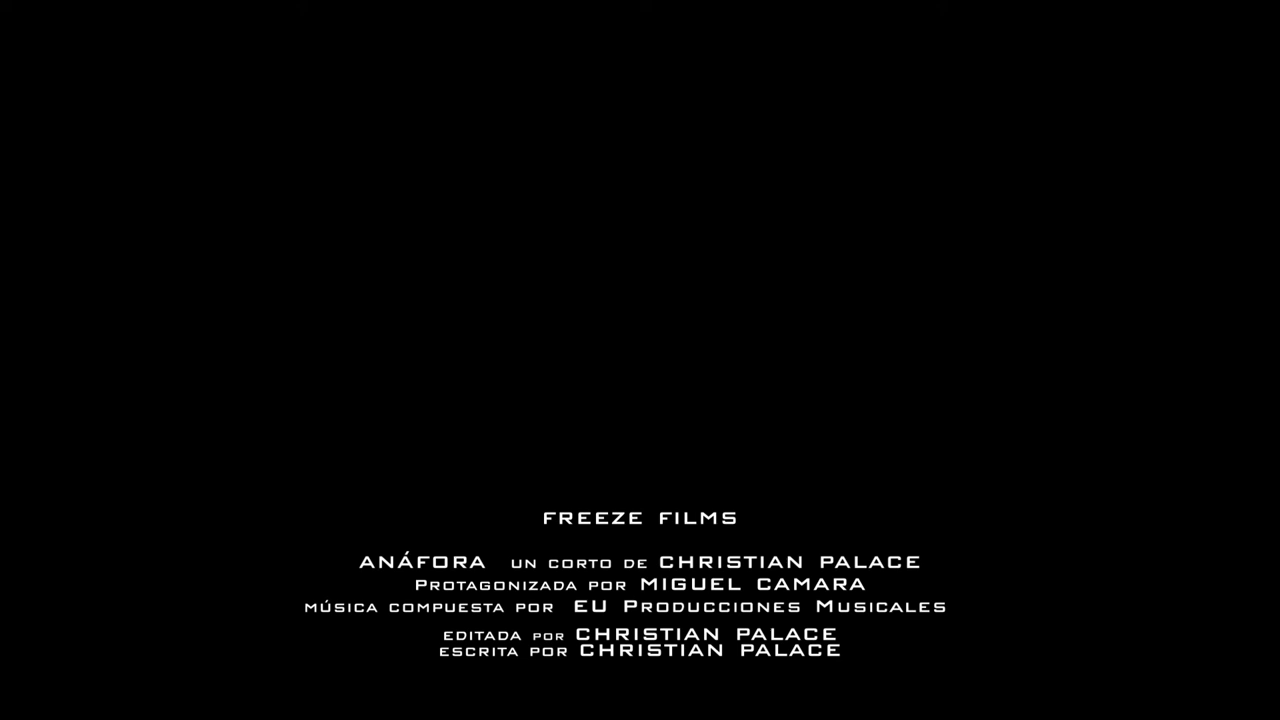 FREEZE FILMS
ANÁFORA UN CORTO DE CHRISTIAN PALACE
PROTAGONIZADA POR MIGUEL CAMARA
MÚSICA COMPUESTA POR EU PRODUCCIONES MUSICALES
EDITADA POR CHRISTIAN PALACE
ESCRITA POR CHRISTIAN PALACE